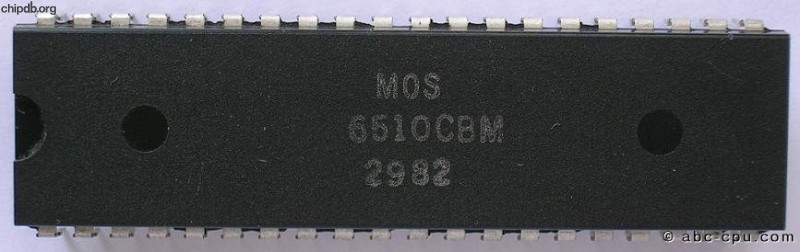 chipdb.org
MOS
6510CBM
2982
© abc-cpu.com